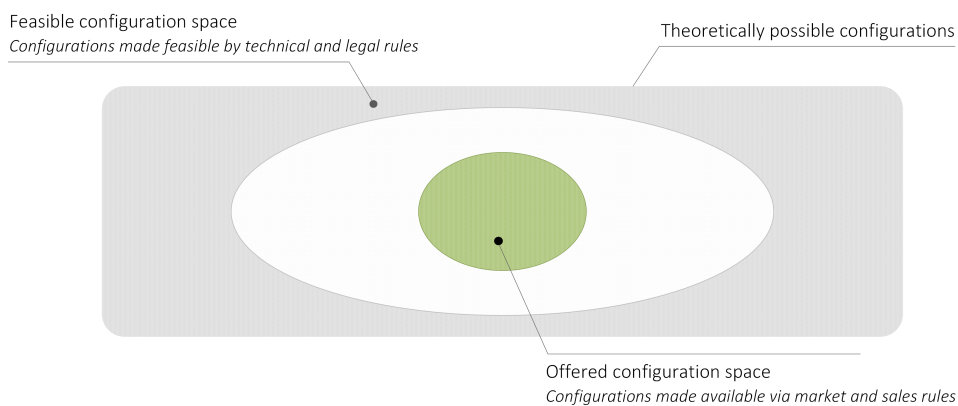 Feasible configuration space
Configurations made feasible by technical and legal rules
Theoretically possible configurations
Offered configuration space
Configurations made available via market and sales rules